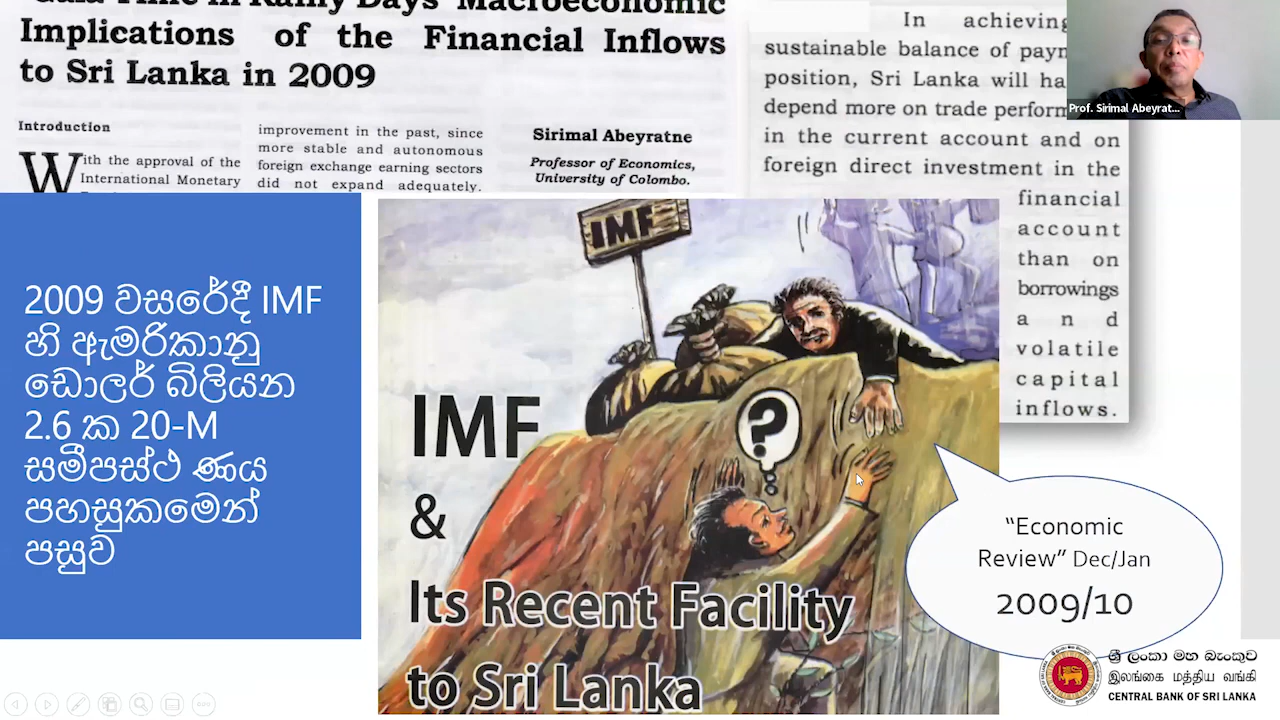 "Gala Time in Rainy Days" Macroeconomic
Implications of the Financial Inflows
to Sri Lanka in 2009
Introduction
With the approval of the
International Monetary
improvement in the past, since
more stable and autonomous
foreign exchange earning sectors
did not expand adequately.
Sirimal Abeyratne
Professor of Economics,
University of Colombo.
In achieving
sustainable balance of paym
position, Sri Lanka will ha
depend more on trade perform
in the current account and on
foreign direct investment in the
financial
account
than on
borrowings
a n d
volatile
capital
inflows.
Prof. Sirimal Abeyrat...
2009 වසරේදී IMF
හි ඇමරිකානු
ඩොලර් බිලියන
2.6 ක 20-M
සමීපස්ථ ණය
පහසුකමෙන්
පසුව
IMF
?
IMF
&
Its Recent Facility
to Sri Lanka
"Economic
Review" Dec/Jan
2009/10
ශ්‍රී ලංකා මහ බැංකුව
இலங்கை மத்திய வங்கி
CENTRAL BANK OF SRI LANKA